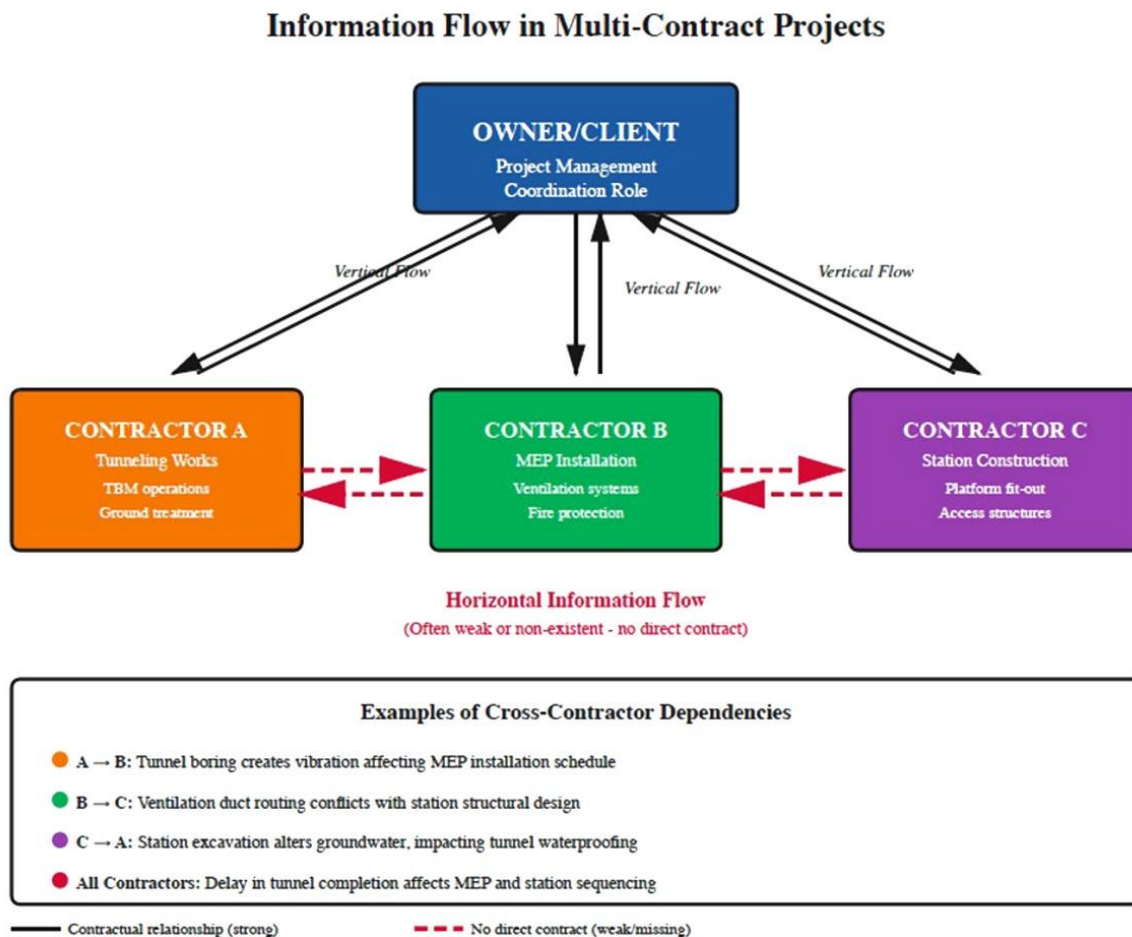 Information Flow in Multi-Contract Projects
OWNER/CLIENT
Project Management
Coordination Role
Vertical Flow
Vertical Flow
Vertical Flow
CONTRACTOR A
Tunneling Works
TBM operations
Ground treatment
CONTRACTOR B
MEP Installation
Ventilation systems
Fire protection
CONTRACTOR C
Station Construction
Platform fit-out
Access structures
Horizontal Information Flow
(Often weak or non-existent - no direct contract)
Examples of Cross-Contractor Dependencies
A → B: Tunnel boring creates vibration affecting MEP installation schedule
B → C: Ventilation duct routing conflicts with station structural design
C → A: Station excavation alters groundwater, impacting tunnel waterproofing
All Contractors: Delay in tunnel completion affects MEP and station sequencing
Contractual relationship (strong)
No direct contract (weak/missing)